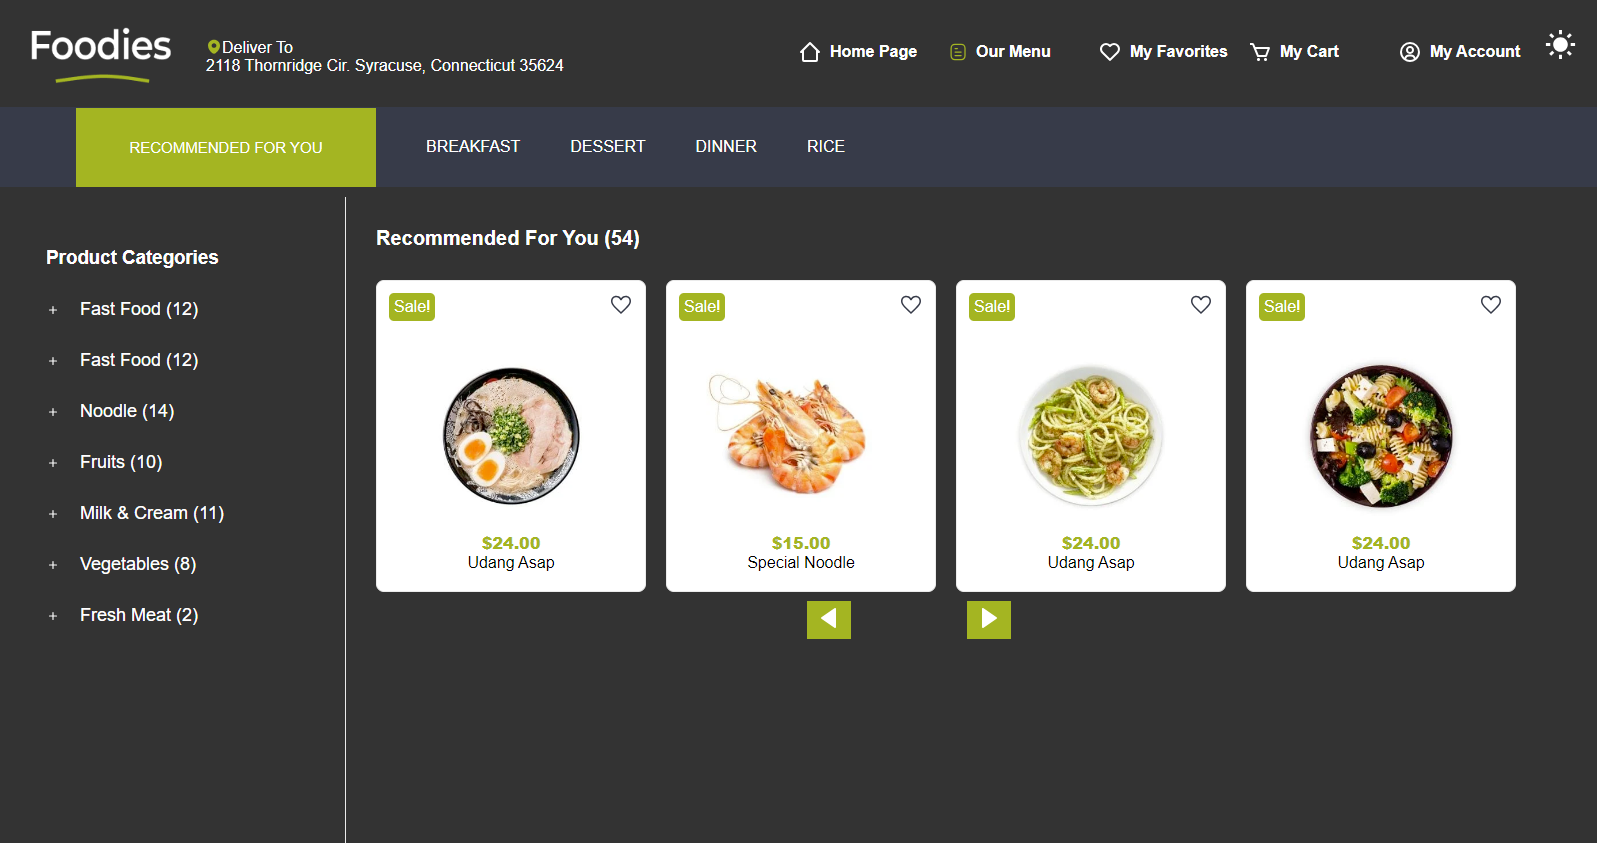 Foodies
Deliver To
2118 Thornridge Cir. Syracuse, Connecticut 35624
Home Page
Our Menu
My Favorites
My Cart
My Account
RECOMMENDED FOR YOU
BREAKFAST
DESSERT
DINNER
RICE
Product Categories
+ Fast Food (12)
+ Fast Food (12)
+ Noodle (14)
+ Fruits (10)
+ Milk & Cream (11)
+ Vegetables (8)
+ Fresh Meat (2)
Recommended For You (54)
Sale!
$24.00
Udang Asap
Sale!
$15.00
Special Noodle
Sale!
$24.00
Udang Asap
Sale!
$24.00
Udang Asap